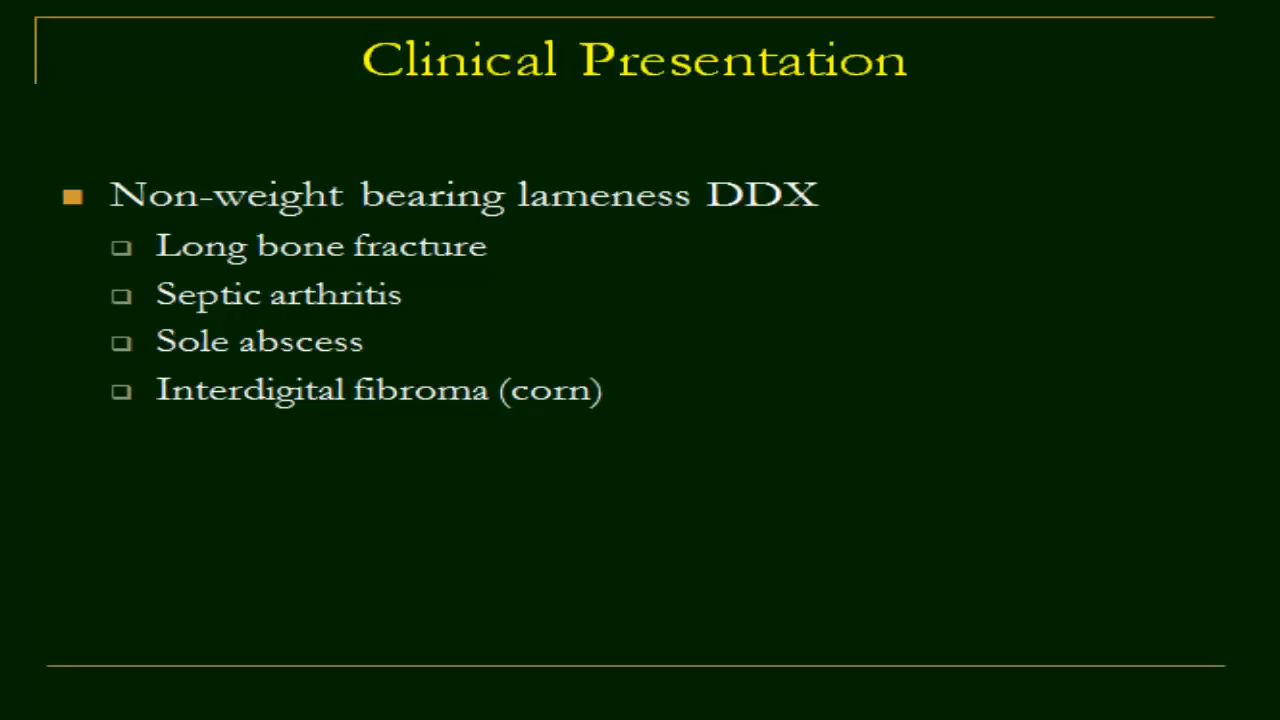 Clinical Presentation
Non-weight bearing lameness DDX
Long bone fracture
Septic arthritis
Sole abscess
Interdigital fibroma (corn)